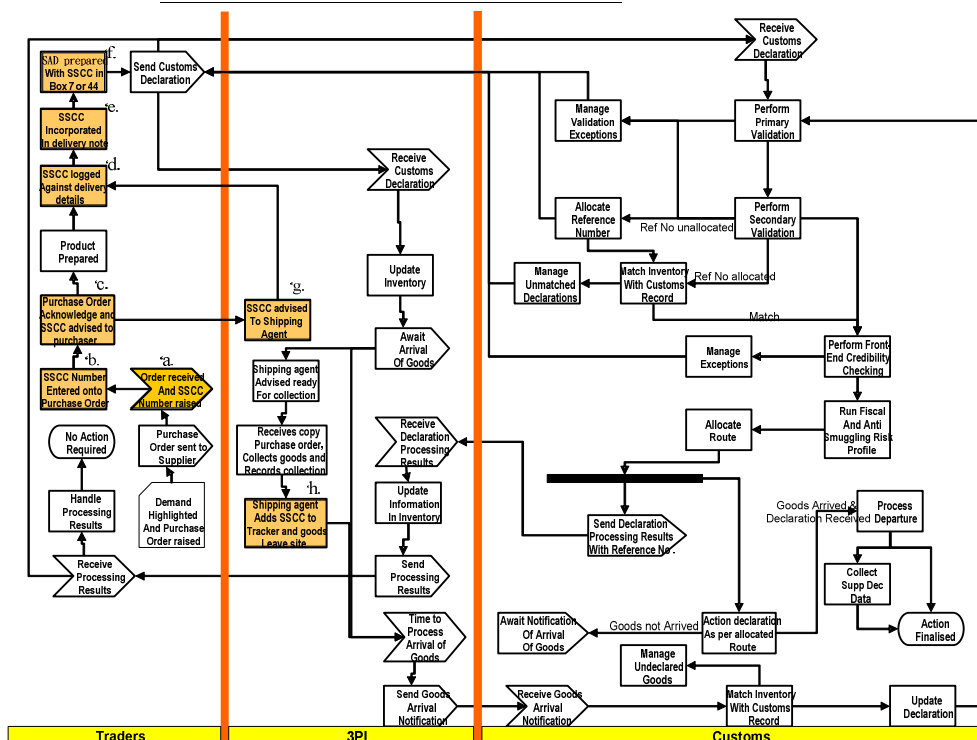 Receive
Customs
Declaration
'f.
SAD prepared
With SSCC in
Box 7 or 44
Send Customs
Declaration
'e.
SSCC
Incorporated
In delivery note
Manage
Validation
Exceptions
Perform
Primary
Validation
'd.
SSCC logged
Against delivery
details
Receive
Customs
Declaration
Allocate
Reference
Number
Ref No unallocated
Perform
Secondary
Validation
Product
Prepared
Update
Inventory
Manage
Unmatched
Declarations
Match Inventory
With Customs
Record
Ref No allocated
'c.
Purchase Order
Acknowledge and
SSCC advised to
purchaser
'g.
SSCC advised
To Shipping
Agent
Match
Await
Arrival
Of Goods
Manage
Exceptions
Perform Front-
End Credibility
Checking
'b.
SSCC Number
Entered onto
Purchase Order
'a.
Order received
And SSCC
Number raised
Shipping agent
Advised ready
For collection
Allocate
Route
Run Fiscal
And Anti
Smuggling Risk
Profile
No Action
Required
Purchase
Order sent to
Supplier
Receives copy
Purchase order,
Collects goods and
Records collection
Receive
Declaration
Processing
Results
Handle
Processing
Results
Demand
Highlighted
And Purchase
Order raised
'h.
Shipping agent
Adds SSCC to
Tracker and goods
Leave site
Update
Information
In Inventory
Send Declaration
Processing Results
With Reference No .
Goods Arrived &
Declaration Received
Process
Departure
Receive
Processing
Results
Send
Processing
Results
Collect
Supp Dec
Data
Time to
Process
Arrival of
Goods
Await Notification
Of Arrival
Of Goods
Goods not Arrived
Action declaration
As per allocated
Route
Action
Finalised
Manage
Undeclared
Goods
Send Goods
Arrival
Notification
Receive Goods
Arrival
Notification
Match Inventory
With Customs
Record
Update
Declaration
Traders
3Pl
Customs